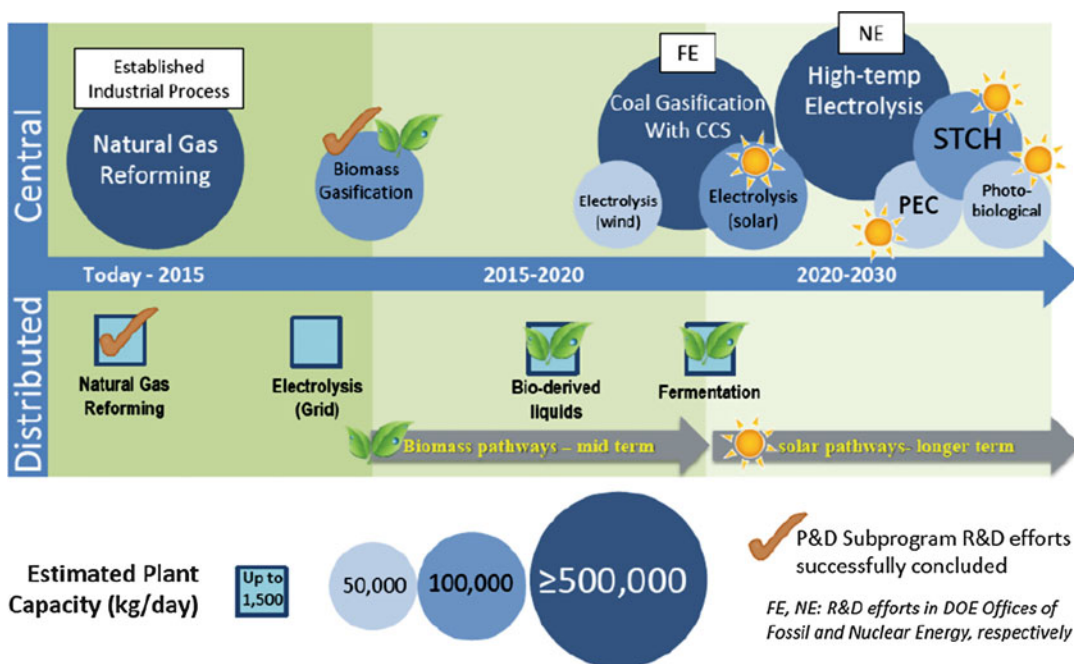 Central
Established
Industrial Process
Natural Gas
Reforming
Biomass
Gasification
FE
Coal Gasification
With CCS
Electrolysis
(wind)
Electrolysis
(solar)
NE
High-temp
Electrolysis
STCH
PEC
Photo-
biological
Today - 2015
2015-2020
2020-2030
Distributed
Natural Gas
Reforming
Electrolysis
(Grid)
Bio-derived
liquids
Fermentation
Biomass pathways – mid term
solar pathways- longer term
Estimated Plant
Capacity (kg/day)
Up to
1,500
50,000
100,000
≥500,000
P&D Subprogram R&D efforts
successfully concluded
FE, NE: R&D efforts in DOE Offices of
Fossil and Nuclear Energy, respectively